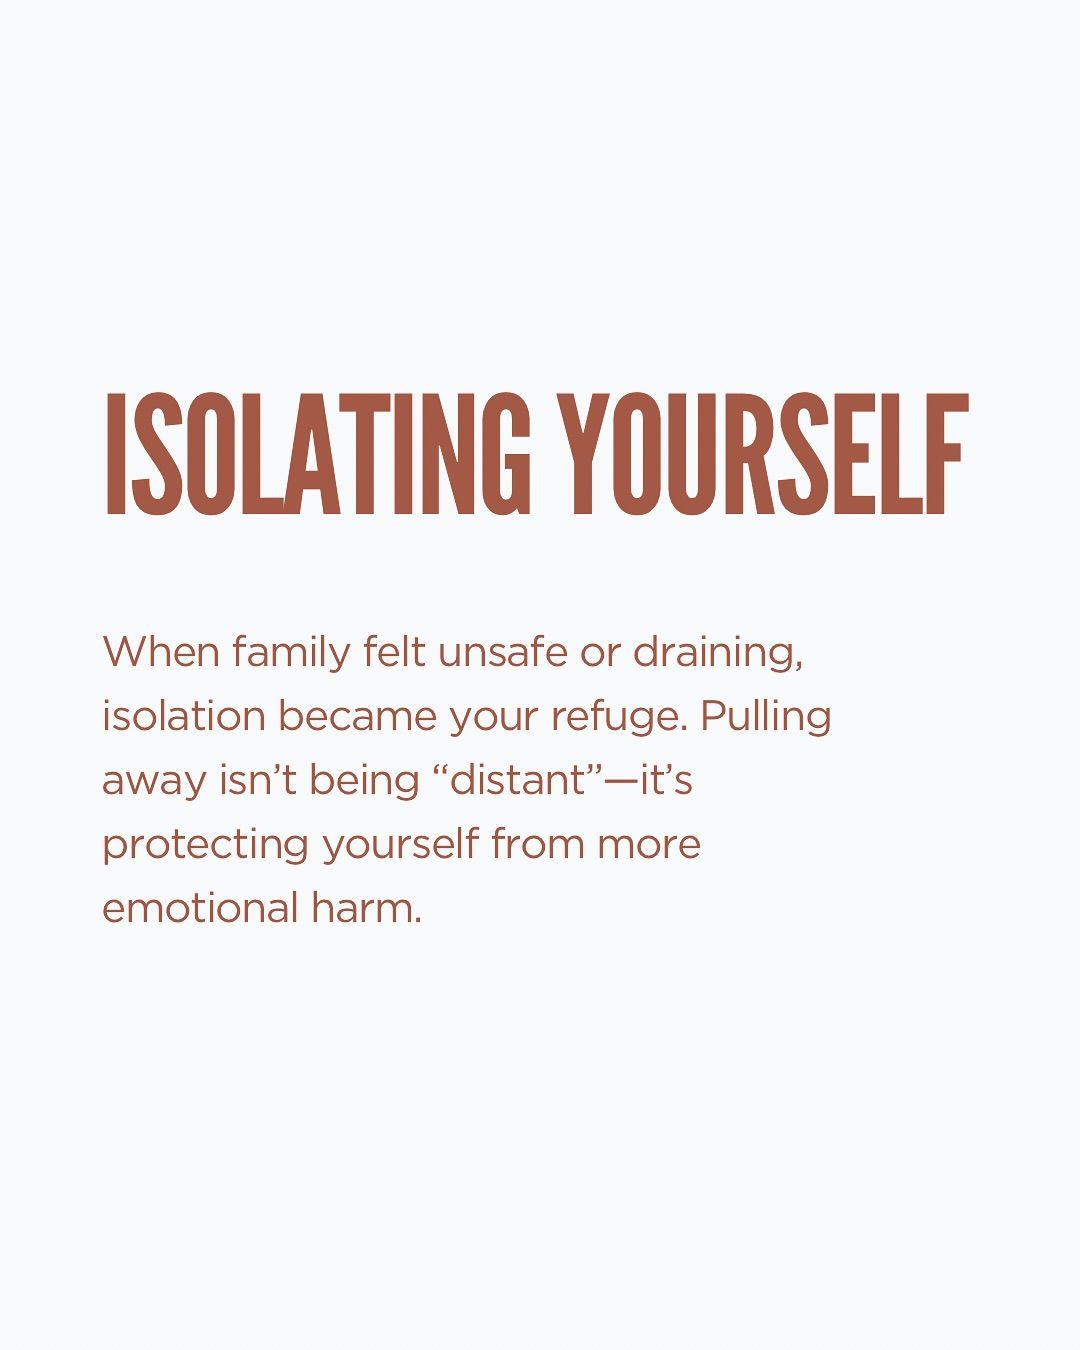 ISOLATING YOURSELF
When family felt unsafe or draining,
isolation became your refuge. Pulling
away isn’t being “distant”—it’s
protecting yourself from more
emotional harm.